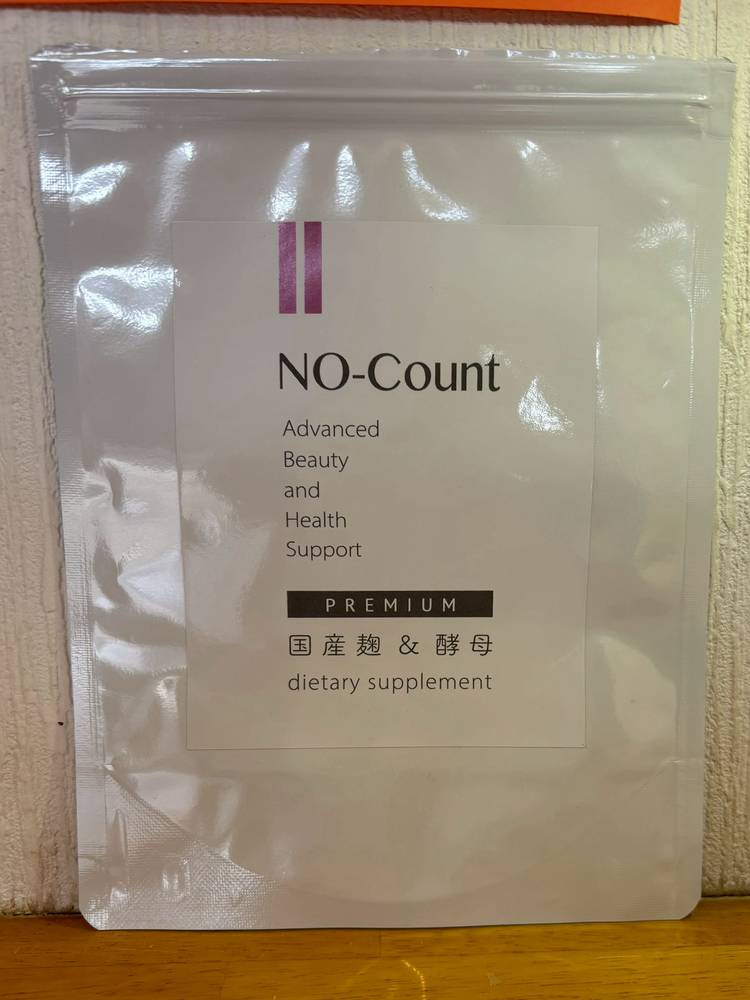 NO-Count
Advanced
Beauty
and
Health
Support
PREMIUM
国産麹 & 酵母
dietary supplement